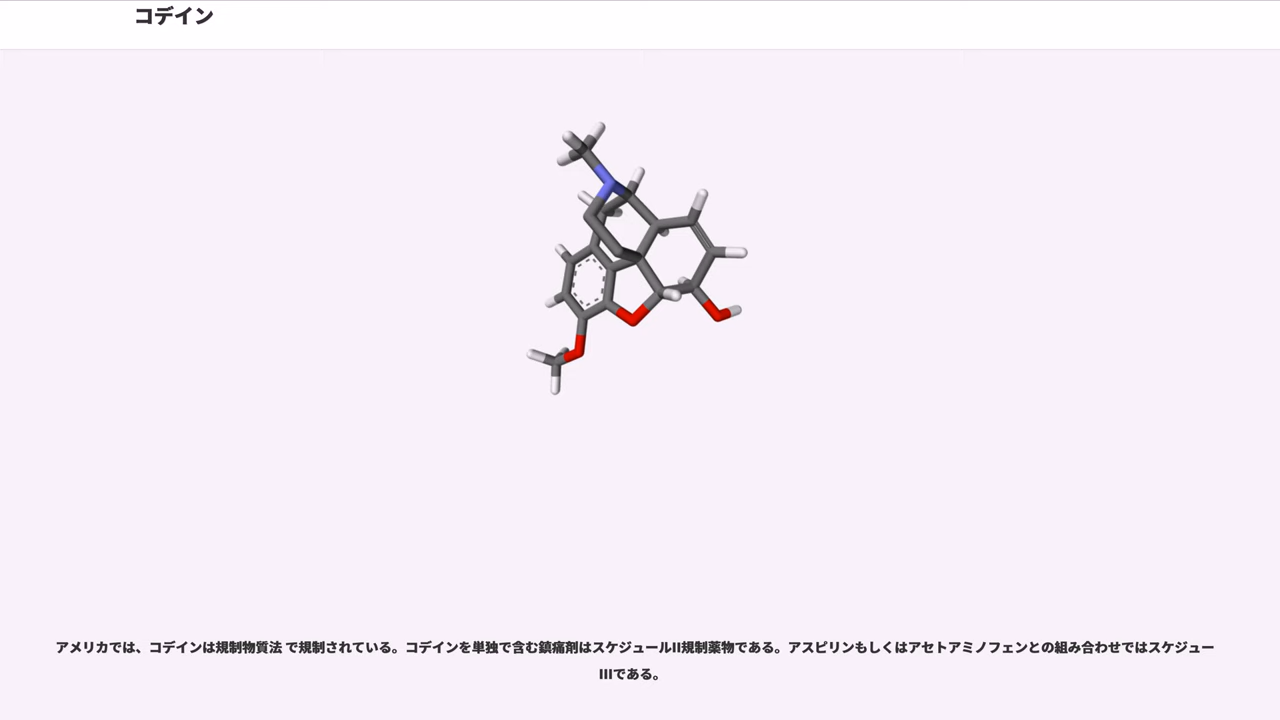 コデイン
アメリカでは、コデインは規制物質法 で規制されている。コデインを単独で含む鎮痛剤はスケジュールII規制薬物である。アスピリンもしくはアセトアミノフェンとの組み合わせではスケジュー
IIIである。